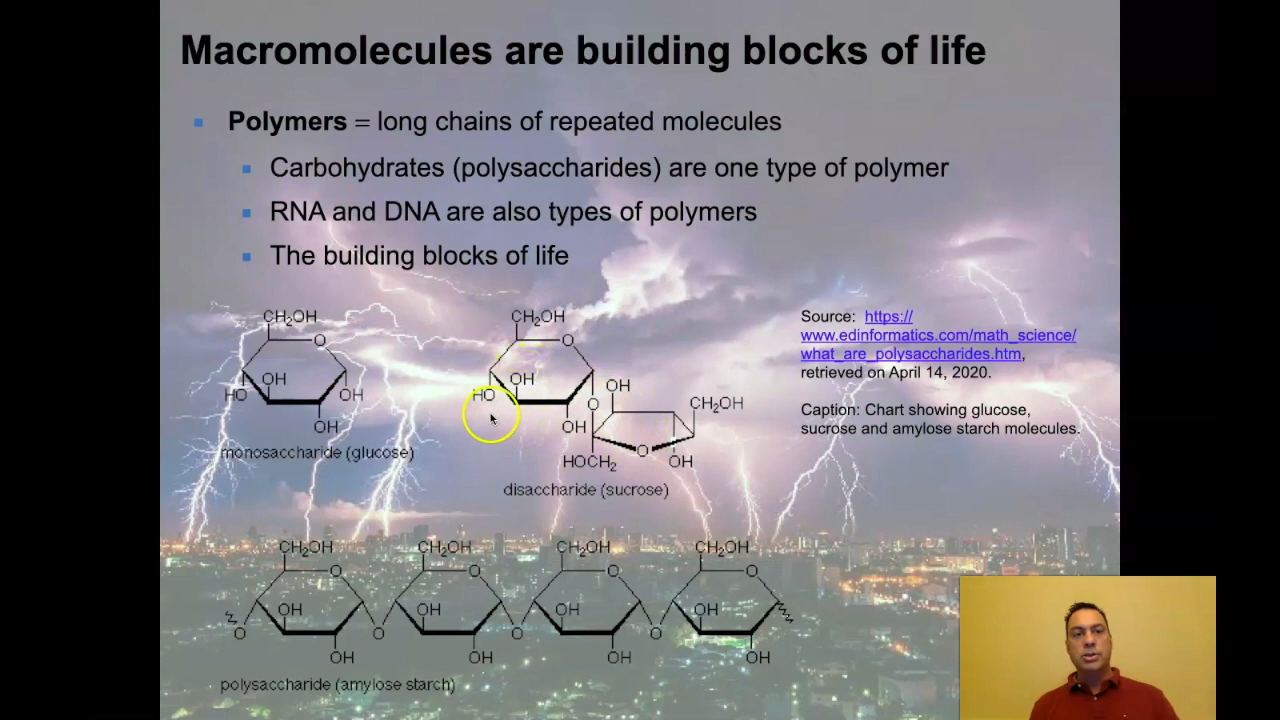 Macromolecules are building blocks of life
Polymers = long chains of repeated molecules
Carbohydrates (polysaccharides) are one type of polymer
RNA and DNA are also types of polymers
The building blocks of life
CH₂OH
O
OH
HO
OH
OH
monosaccharide (glucose)
CH₂OH
O
OH
HO
OH
O
OH
CH₂OH
HOCH₂
O
OH
disaccharide (sucrose)
Source: https://
www.edinformatics.com/math_science/
what_are_polysaccharides.htm,
retrieved on April 14, 2020.
Caption: Chart showing glucose,
sucrose and amylose starch molecules.
CH₂OH CH₂OH CH₂OH CH₂OH
O O O O
OH OH OH OH
O O O O
OH OH OH OH
polysaccharide (amylose starch)